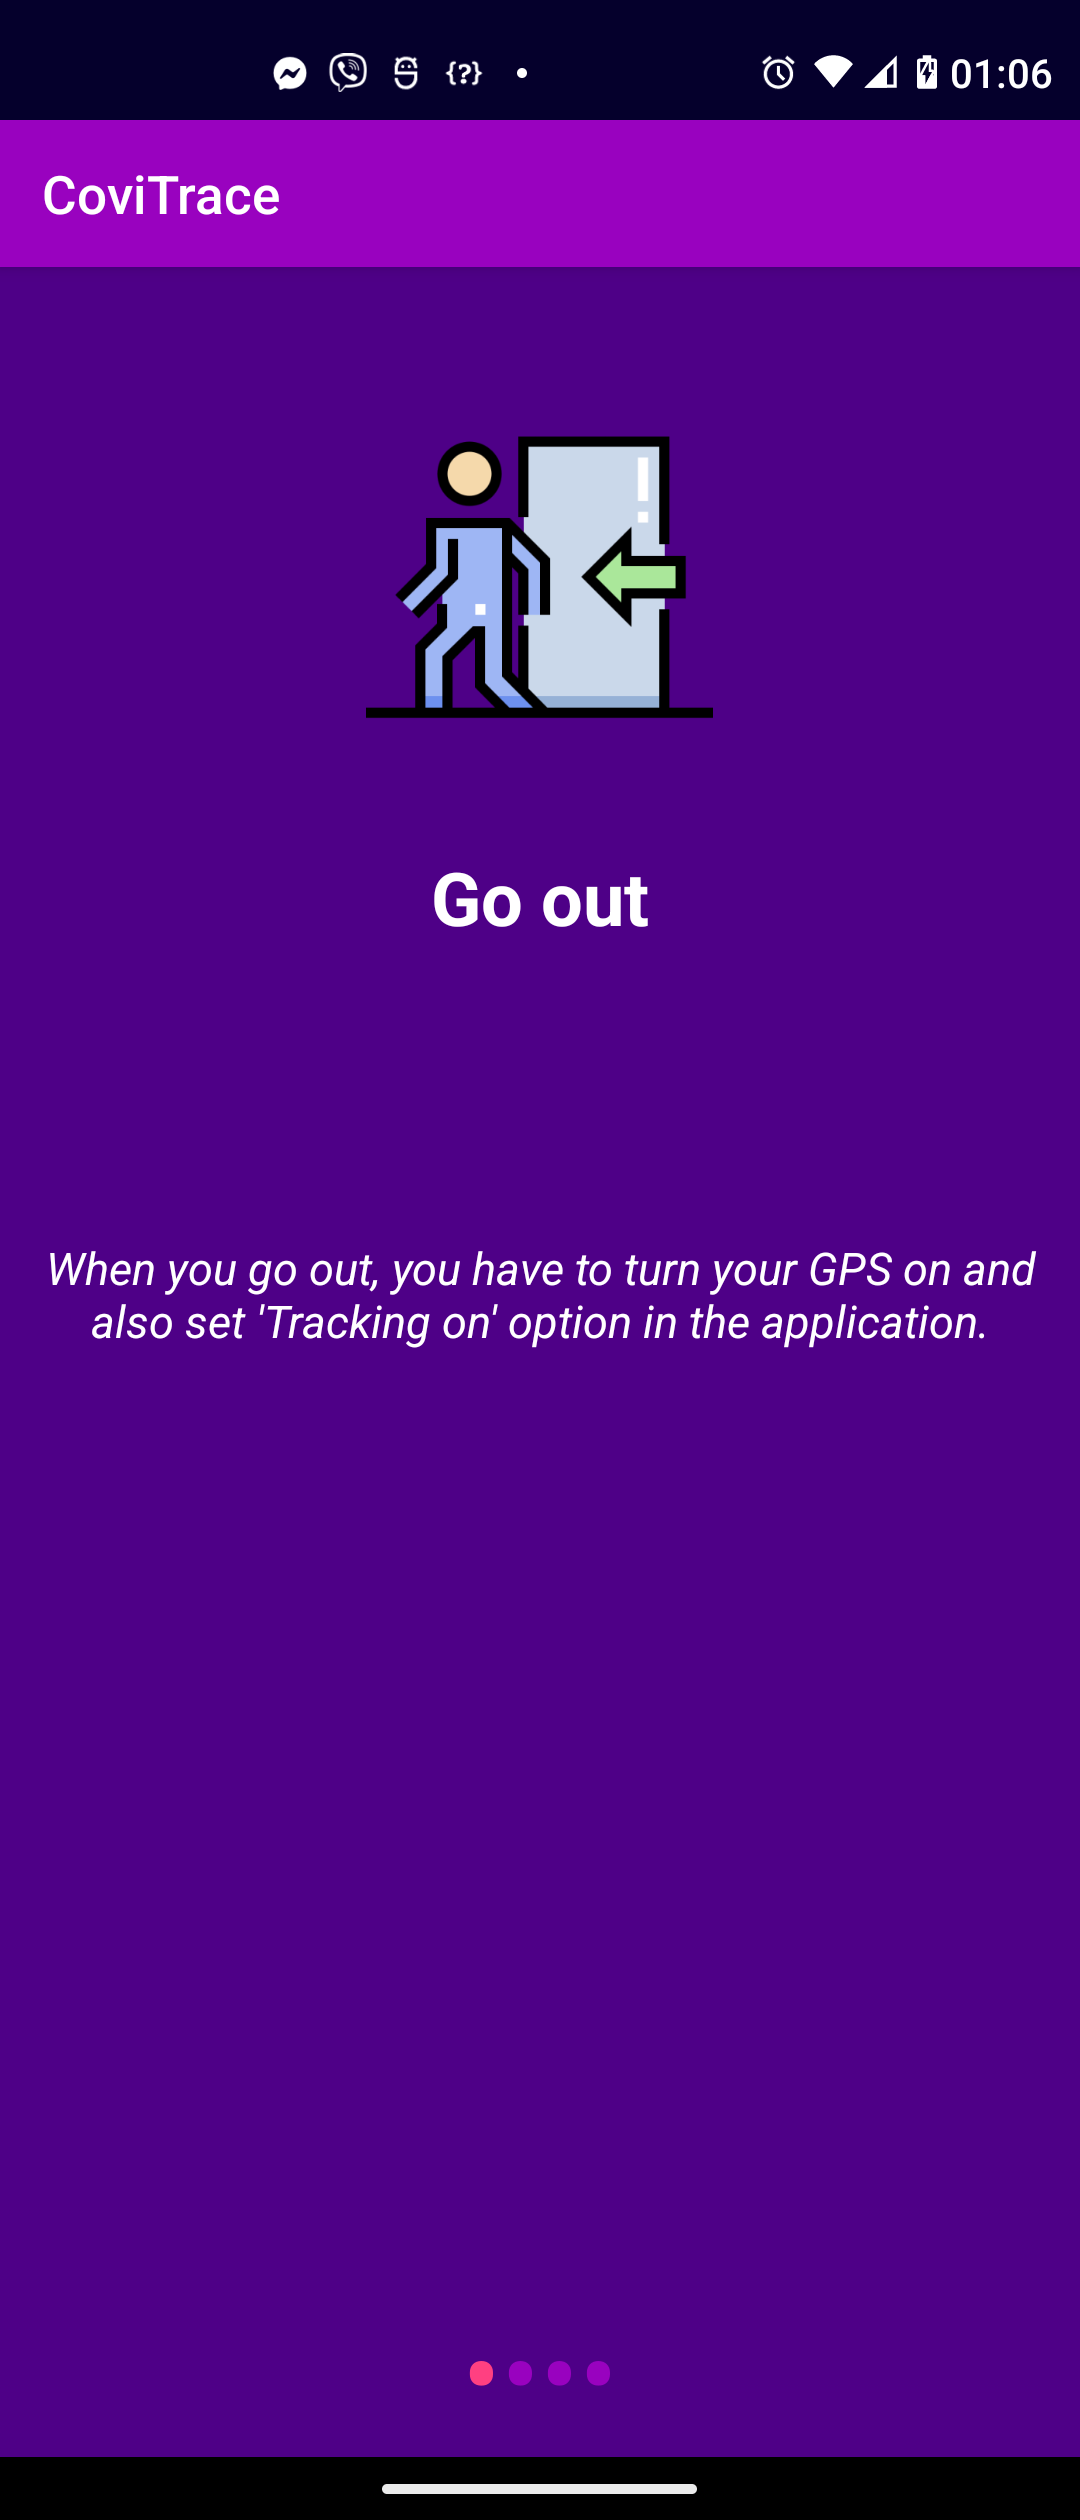 01:06
CoviTrace
Go out
When you go out, you have to turn your GPS on and
also set 'Tracking on' option in the application.